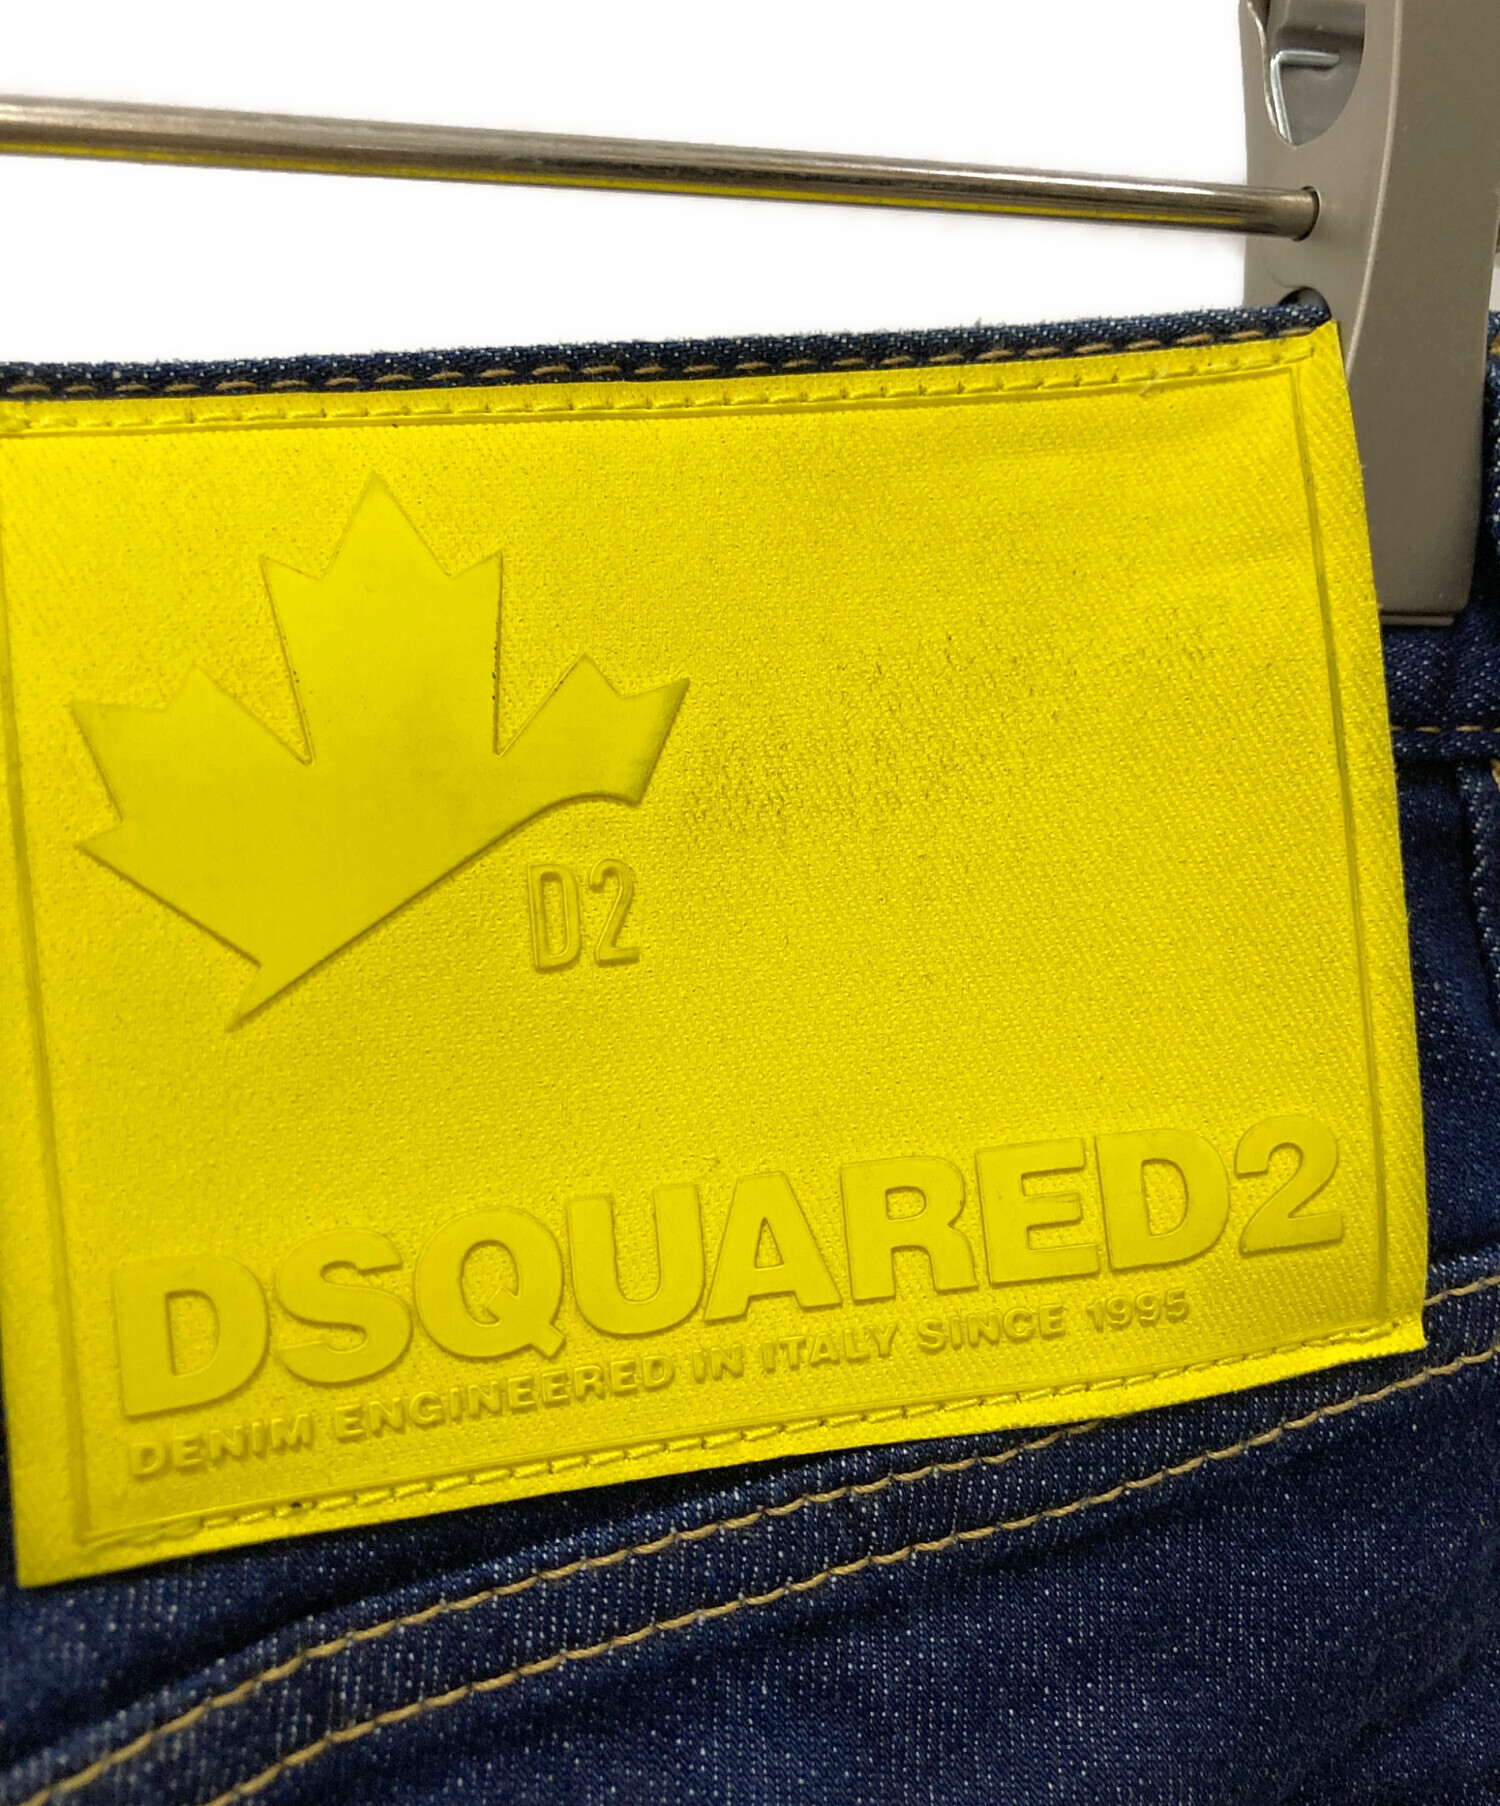 D2
DSQUARED2
DENIM ENGINEERED IN ITALY SINCE 1995